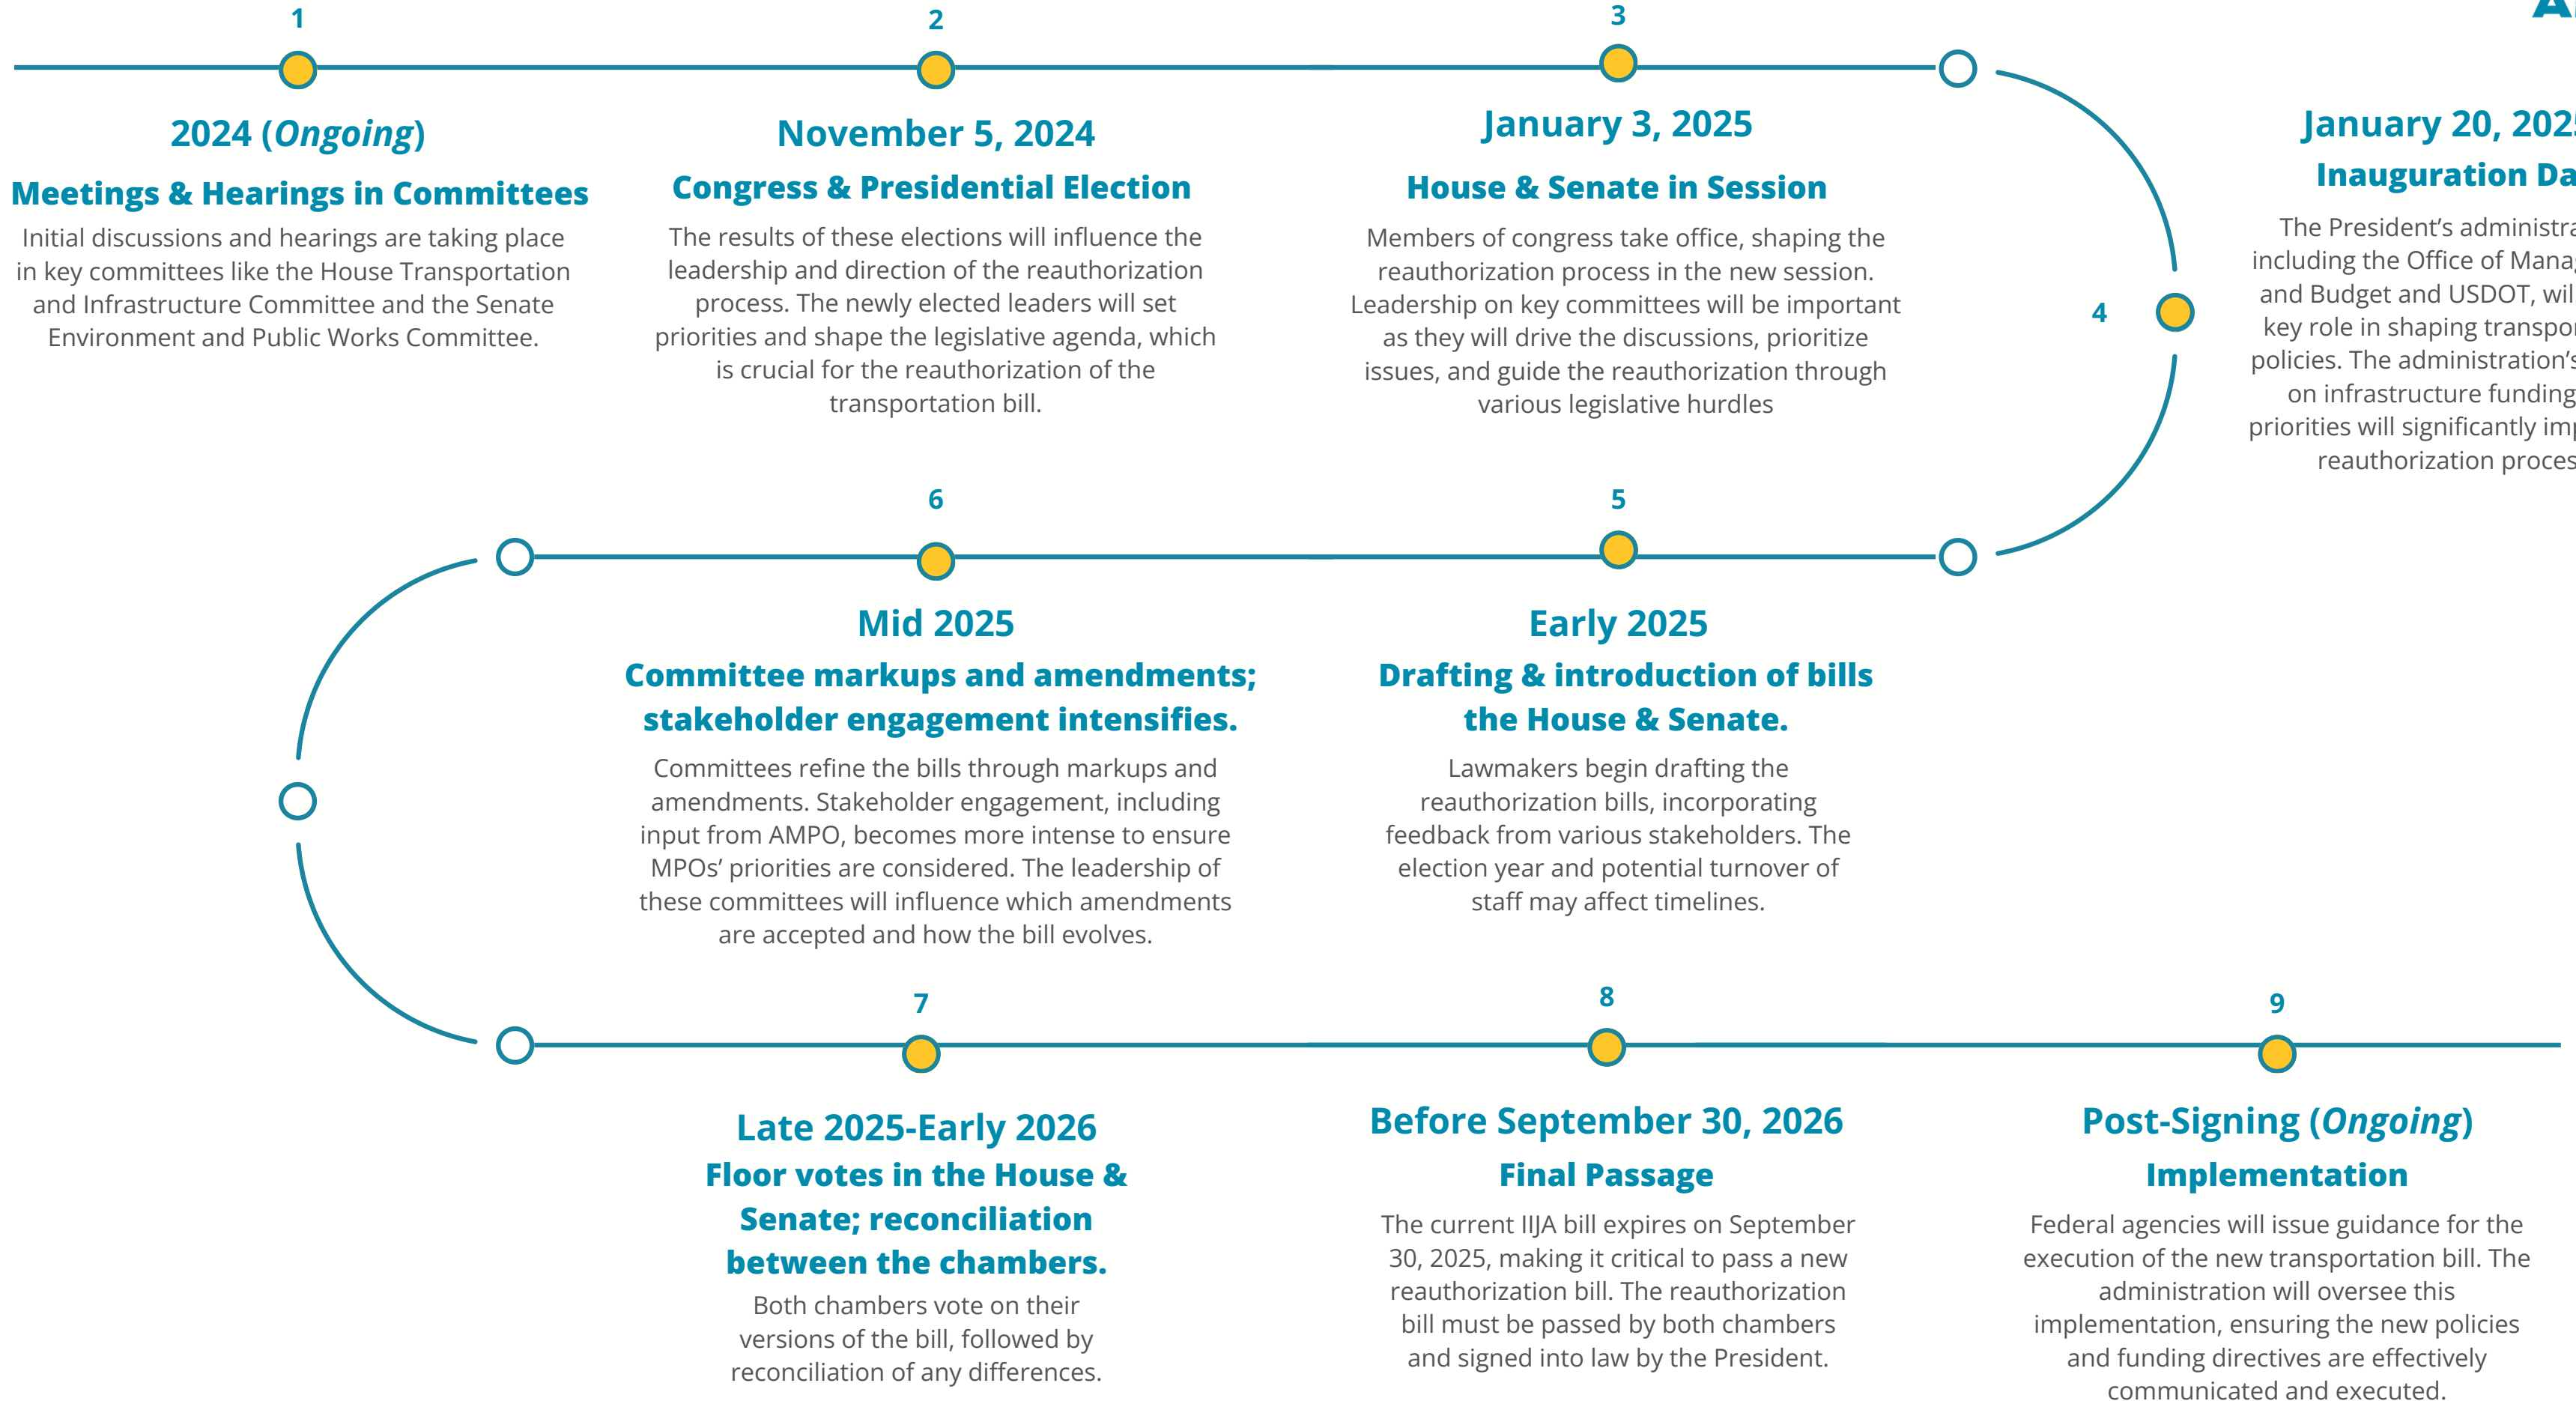 1
2024 (Ongoing)
Meetings & Hearings in Committees
Initial discussions and hearings are taking place
in key committees like the House Transportation
and Infrastructure Committee and the Senate
Environment and Public Works Committee.
2
November 5, 2024
Congress & Presidential Election
The results of these elections will influence the
leadership and direction of the reauthorization
process. The newly elected leaders will set
priorities and shape the legislative agenda, which
is crucial for the reauthorization of the
transportation bill.
3
January 3, 2025
House & Senate in Session
Members of congress take office, shaping the
reauthorization process in the new session.
Leadership on key committees will be important
as they will drive the discussions, prioritize
issues, and guide the reauthorization through
various legislative hurdles
4
January 20,
Inauguration
The President's
including the Office of
and Budget and USDOT,
key role in shaping
policies. The
on infrastructure funding
priorities will significantly
reauthorization
5
Early 2025
Drafting & introduction of bills
the House & Senate.
Lawmakers begin drafting the
reauthorization bills, incorporating
feedback from various stakeholders. The
election year and potential turnover of
staff may affect timelines.
6
Mid 2025
Committee markups and amendments;
stakeholder engagement intensifies.
Committees refine the bills through markups and
amendments. Stakeholder engagement, including
input from AMPO, becomes more intense to ensure
MPOs' priorities are considered. The leadership of
these committees will influence which amendments
are accepted and how the bill evolves.
7
Late 2025-Early 2026
Floor votes in the House &
Senate; reconciliation
between the chambers.
Both chambers vote on their
versions of the bill, followed by
reconciliation of any differences.
8
Before September 30, 2026
Final Passage
The current IIJA bill expires on September
30, 2025, making it critical to pass a new
reauthorization bill. The reauthorization
bill must be passed by both chambers
and signed into law by the President.
9
Post-Signing (Ongoing)
Implementation
Federal agencies will issue guidance for the
execution of the new transportation bill. The
administration will oversee this
implementation, ensuring the new policies
and funding directives are effectively
communicated and executed.